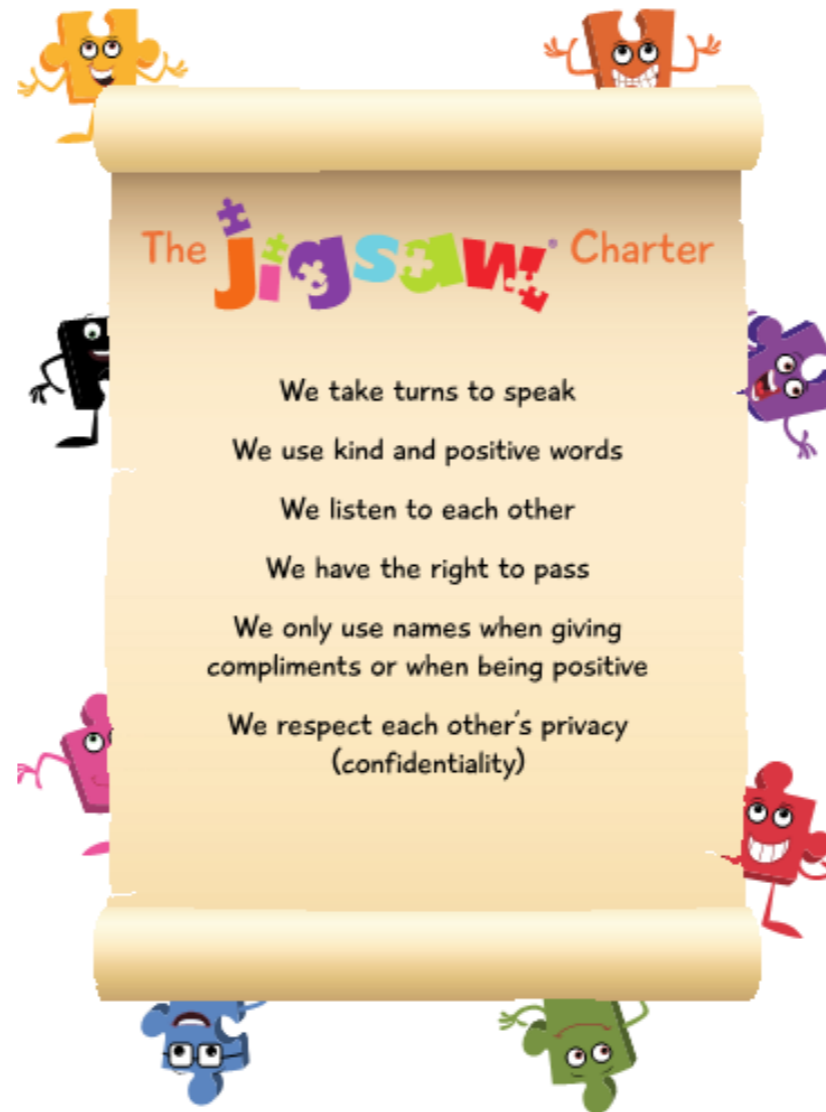 The jigsaw® Charter
We take turns to speak
We use kind and positive words
We listen to each other
We have the right to pass
We only use names when giving
compliments or when being positive
We respect each other's privacy
(confidentiality)